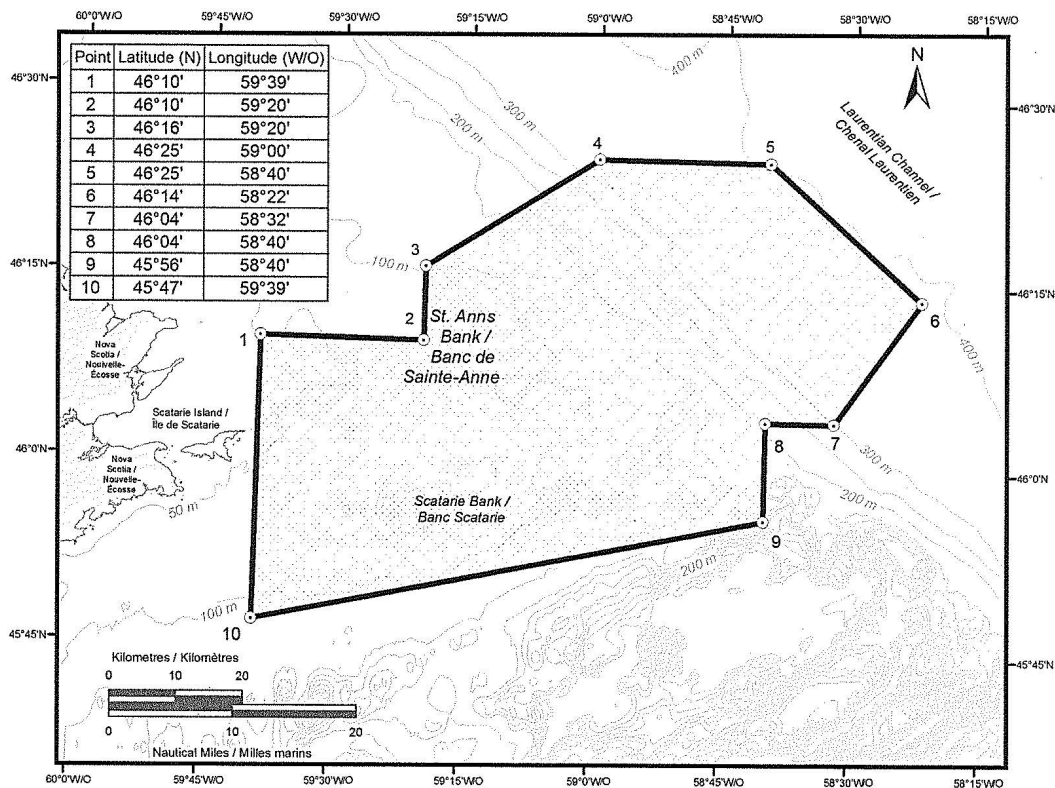 60°0'W/O 59°45'W/O 59°30'W/O 59°15'W/O 59°0'W/O 58°45'W/O 58°30'W/O 58°15'W/O
Point Latitude (N) Longitude (W/O)
1 46°10' 59°39'
2 46°10' 59°20'
3 46°16' 59°20'
4 46°25' 59°00'
5 46°25' 58°40'
6 46°14' 58°22'
7 46°04' 58°32'
8 46°04' 58°40'
9 45°56' 58°40'
10 45°47' 59°39'
46°30'N
46°15'N
46°0'N
45°45'N
N
400 m
300 m
200 m
100 m
Laurentian Channel /
Chenal Laurentien
46°30'N
46°15'N
46°0'N
45°45'N
4
5
3
2
1
6
7
8
9
10
St. Anns
Bank /
Banc de
Sainte-Anne
Nova
Scotia /
Nouvelle-
Écosse
Scatarie Island /
Île de Scatarie
Nova
Scotia /
Nouvelle-
Écosse
50 m
Scatarie Bank /
Banc Scatarie
400 m
300 m
200 m
200 m
100 m
Kilometres / Kilomètres
0 10 20
0 10 20
Nautical Miles / Milles marins
60°0'W/O 59°45'W/O 59°30'W/O 59°15'W/O 59°0'W/O 58°45'W/O 58°30'W/O 58°15'W/O